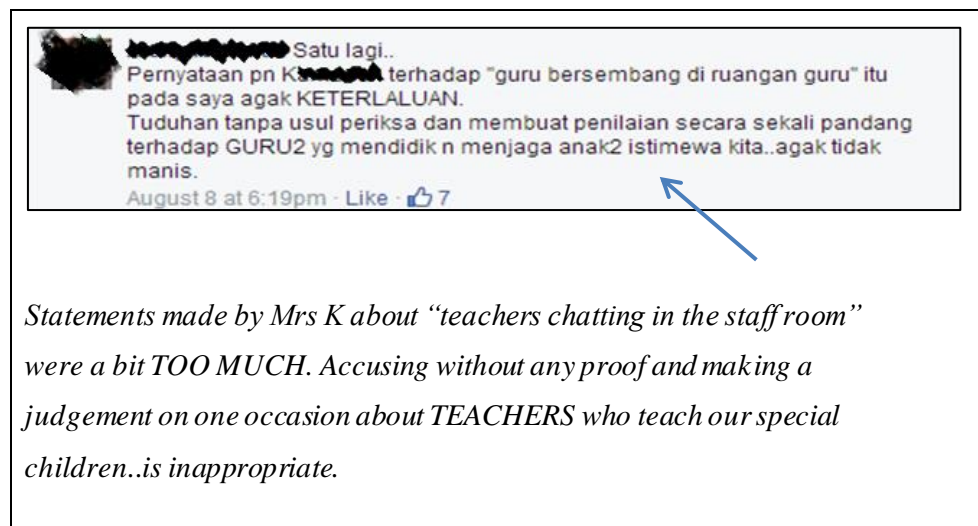 Satu lagi..
Pernyataan pn K terhadap "guru bersembang di ruangan guru" itu
pada saya agak KETERLALUAN.
Tuduhan tanpa usul periksa dan membuat penilaian secara sekali pandang
terhadap GURU2 yg mendidik n menjaga anak2 istimewa kita..agak tidak
manis.
August 8 at 6:19pm · Like · 7
Statements made by Mrs K about “teachers chatting in the staff room”
were a bit TOO MUCH. Accusing without any proof and making a
judgement on one occasion about TEACHERS who teach our special
children..is inappropriate.